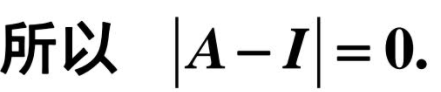 所以 |A − I| = 0.